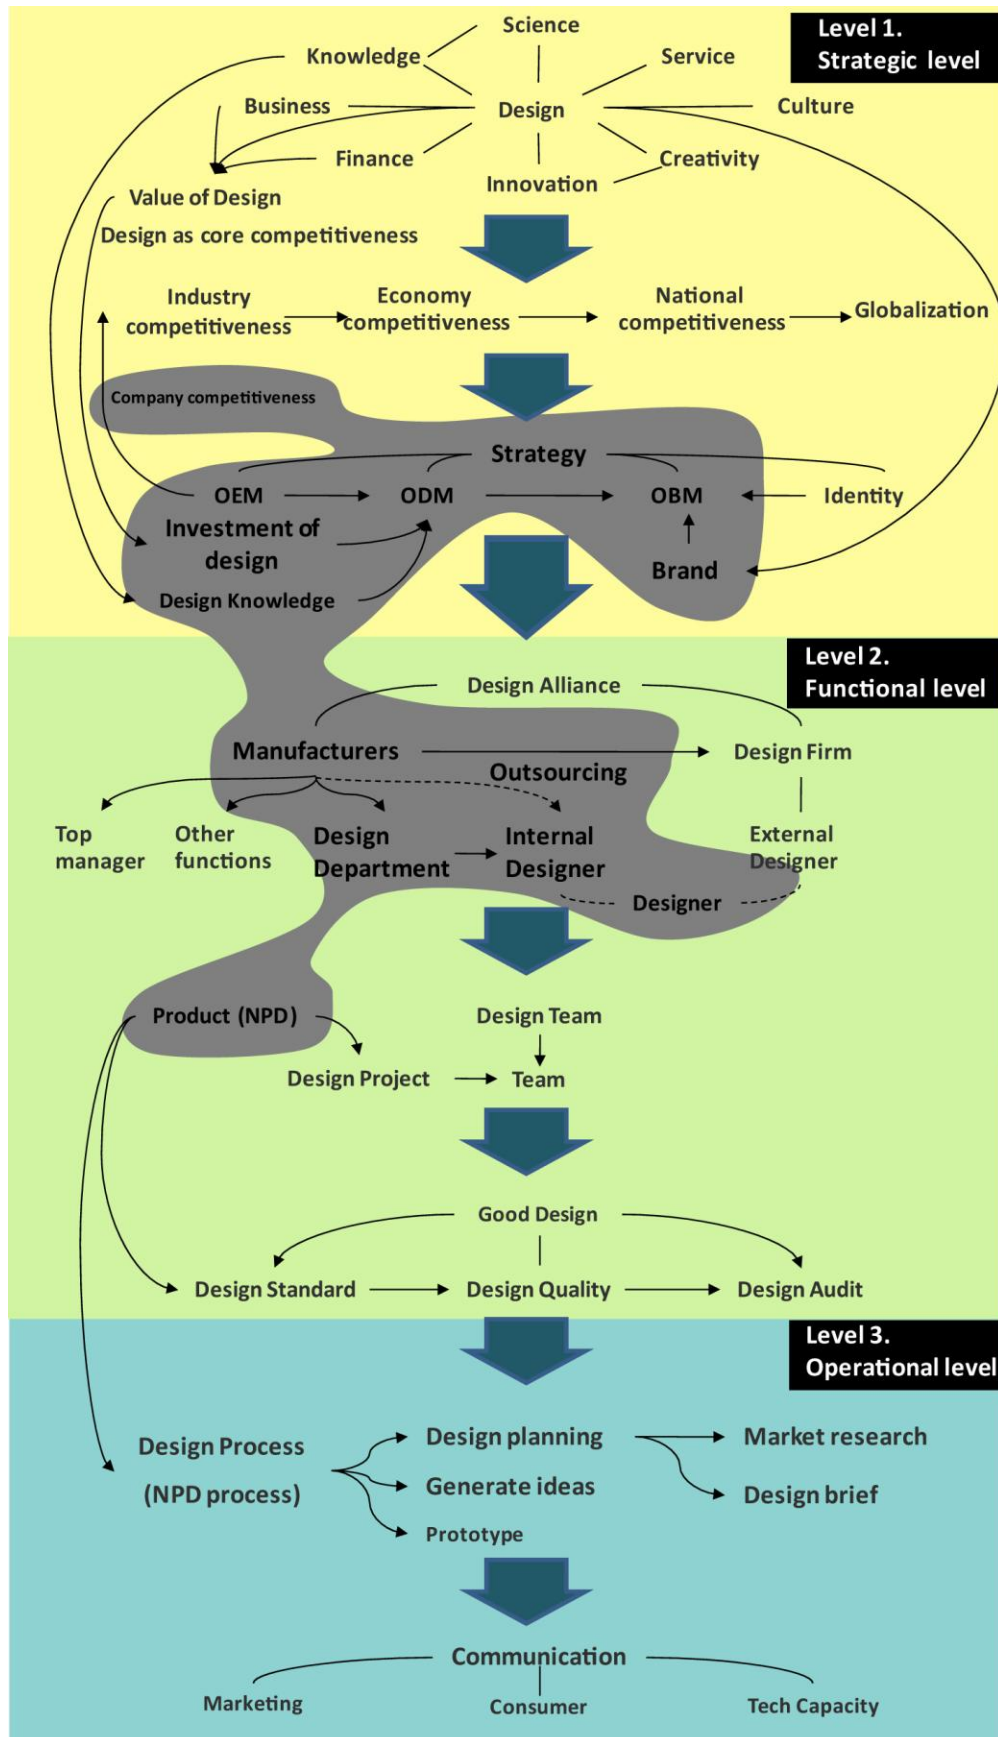 Level 1.
Strategic level
Science
Knowledge
Service
Business
Design
Culture
Finance
Creativity
Innovation
Value of Design
Design as core competitiveness
Industry
competitiveness
Economy
competitiveness
National
competitiveness
Globalization
Company competitiveness
Strategy
OEM
ODM
OBM
Identity
Investment of
design
Brand
Design Knowledge
Level 2.
Functional level
Design Alliance
Manufacturers
Outsourcing
Design Firm
Top
manager
Other
functions
Design
Department
Internal
Designer
External
Designer
Designer
Product (NPD)
Design Team
Design Project
Team
Good Design
Design Standard
Design Quality
Design Audit
Level 3.
Operational level
Design Process
(NPD process)
Design planning
Generate ideas
Prototype
Market research
Design brief
Communication
Marketing
Consumer
Tech Capacity